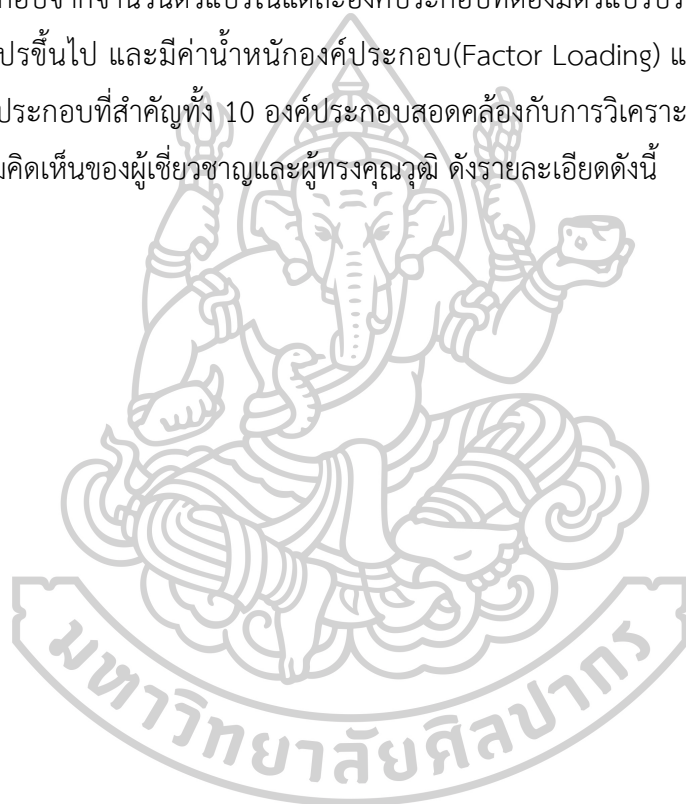 กอบจากจำนวนตัวแปรในแต่ละองค์ประกอบที่ต้องมีตัวแปร
ปรขึ้นไป และมีค่าน้ำหนักองค์ประกอบ(Factor Loading)
ประกอบที่สำคัญทั้ง 10 องค์ประกอบสอดคล้องกับการวิเคราะ
มคิดเห็นของผู้เชี่ยวชาญและผู้ทรงคุณวุฒิ ดังรายละเอียดดังนี้
มหาวิทยาลัยศิลปากร